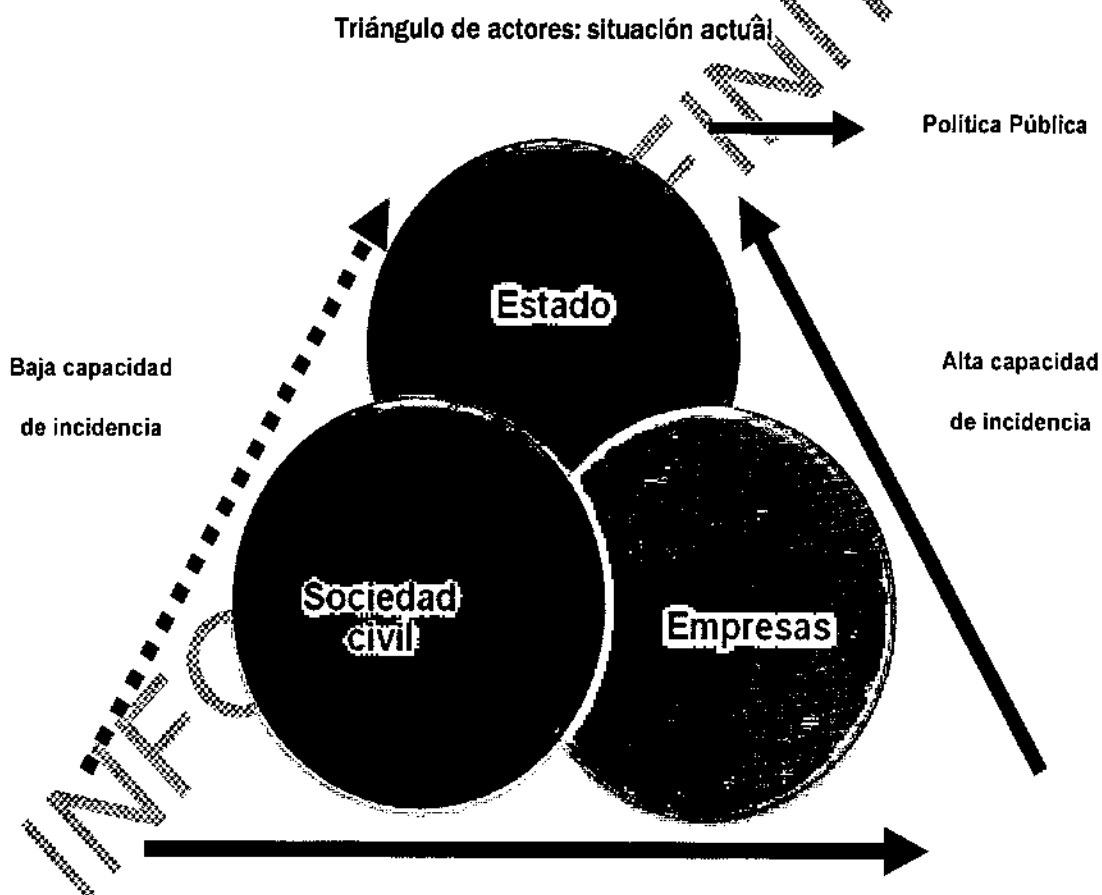 Triángulo de actores: situación actual
Política Pública
Estado
Baja capacidad
de incidencia
Alta capacidad
de incidencia
Sociedad
civil
Empresas